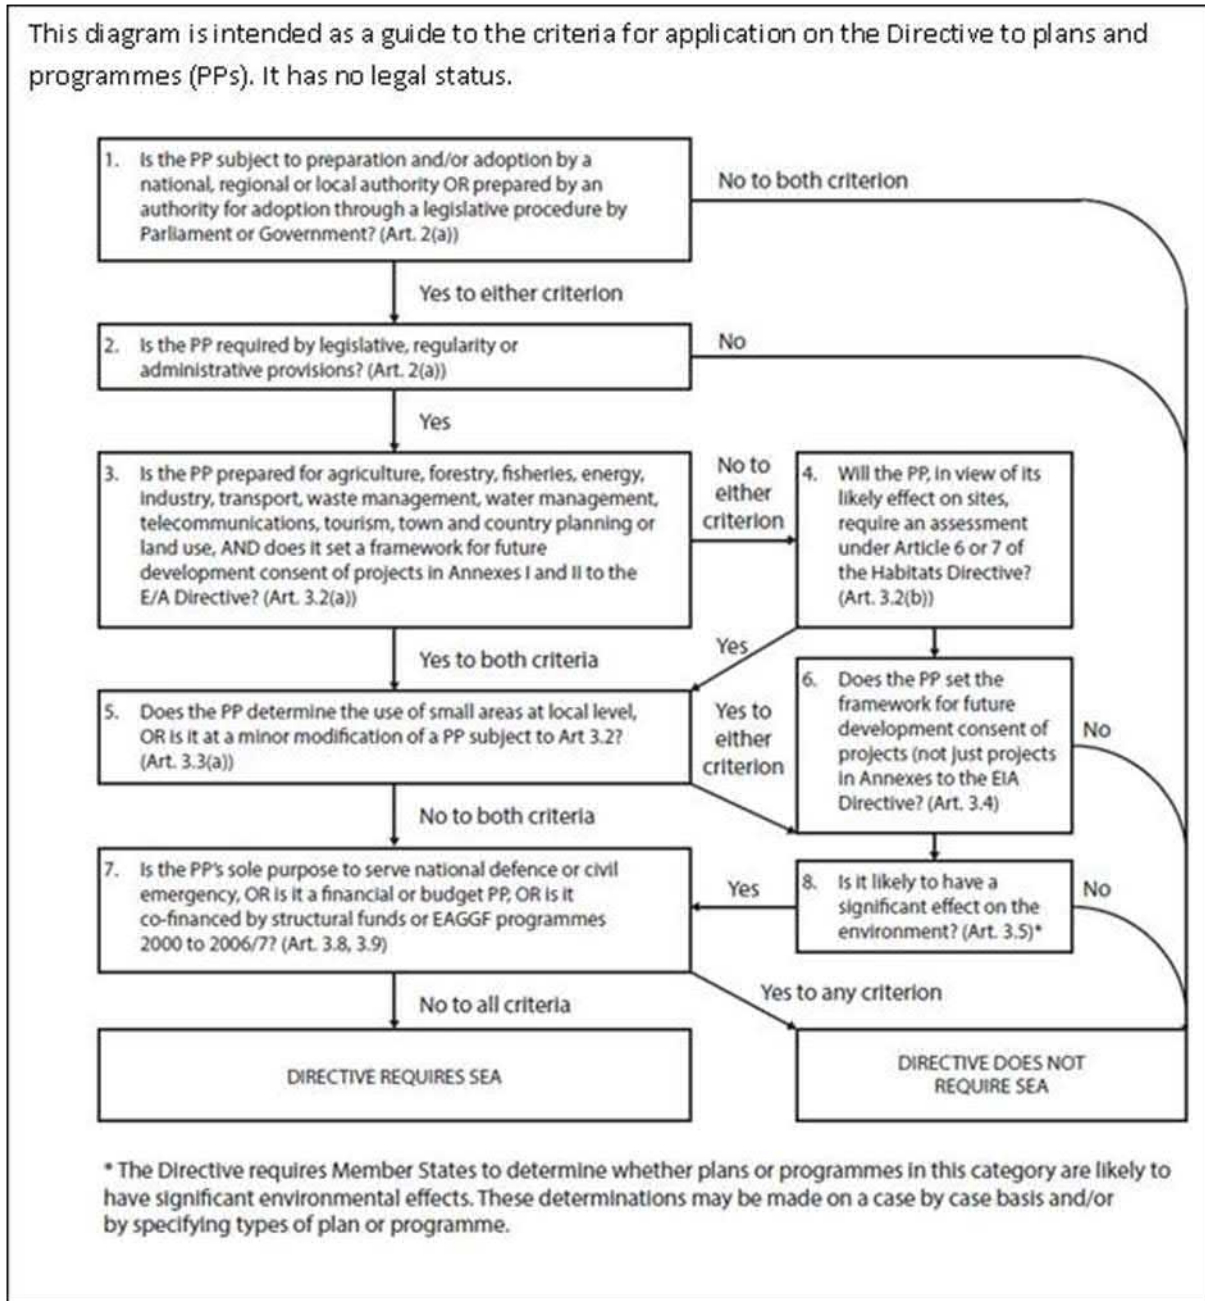 This diagram is intended as a guide to the criteria for application on the Directive to plans and
programmes (PPs). It has no legal status.
1. Is the PP subject to preparation and/or adoption by a
national, regional or local authority OR prepared by an
authority for adoption through a legislative procedure by
Parliament or Government? (Art. 2(a))
No to both criterion
Yes to either criterion
2. Is the PP required by legislative, regularity or
administrative provisions? (Art. 2(a))
No
Yes
3. Is the PP prepared for agriculture, forestry, fisheries, energy,
industry, transport, waste management, water management,
telecommunications, tourism, town and country planning or
land use, AND does it set a framework for future
development consent of projects in Annexes I and II to the
E/A Directive? (Art. 3.2(a))
No to
either
criterion
4. Will the PP, in view of its
likely effect on sites,
require an assessment
under Article 6 or 7 of
the Habitats Directive?
(Art. 3.2(b))
Yes to both criteria
Yes
5. Does the PP determine the use of small areas at local level,
OR is it at a minor modification of a PP subject to Art 3.2?
(Art. 3.3(a))
Yes to
either
criterion
6. Does the PP set the
framework for future
development consent of
projects (not just projects
in Annexes to the EIA
Directive? (Art. 3.4)
No
No to both criteria
7. Is the PP's sole purpose to serve national defence or civil
emergency, OR is it a financial or budget PP, OR is it
co-financed by structural funds or EAGGF programmes
2000 to 2006/7? (Art. 3.8, 3.9)
Yes
8. Is it likely to have a
significant effect on the
environment? (Art. 3.5)*
No
No to all criteria
Yes to any criterion
DIRECTIVE REQUIRES SEA
DIRECTIVE DOES NOT
REQUIRE SEA
* The Directive requires Member States to determine whether plans or programmes in this category are likely to
have significant environmental effects. These determinations may be made on a case by case basis and/or
by specifying types of plan or programme.